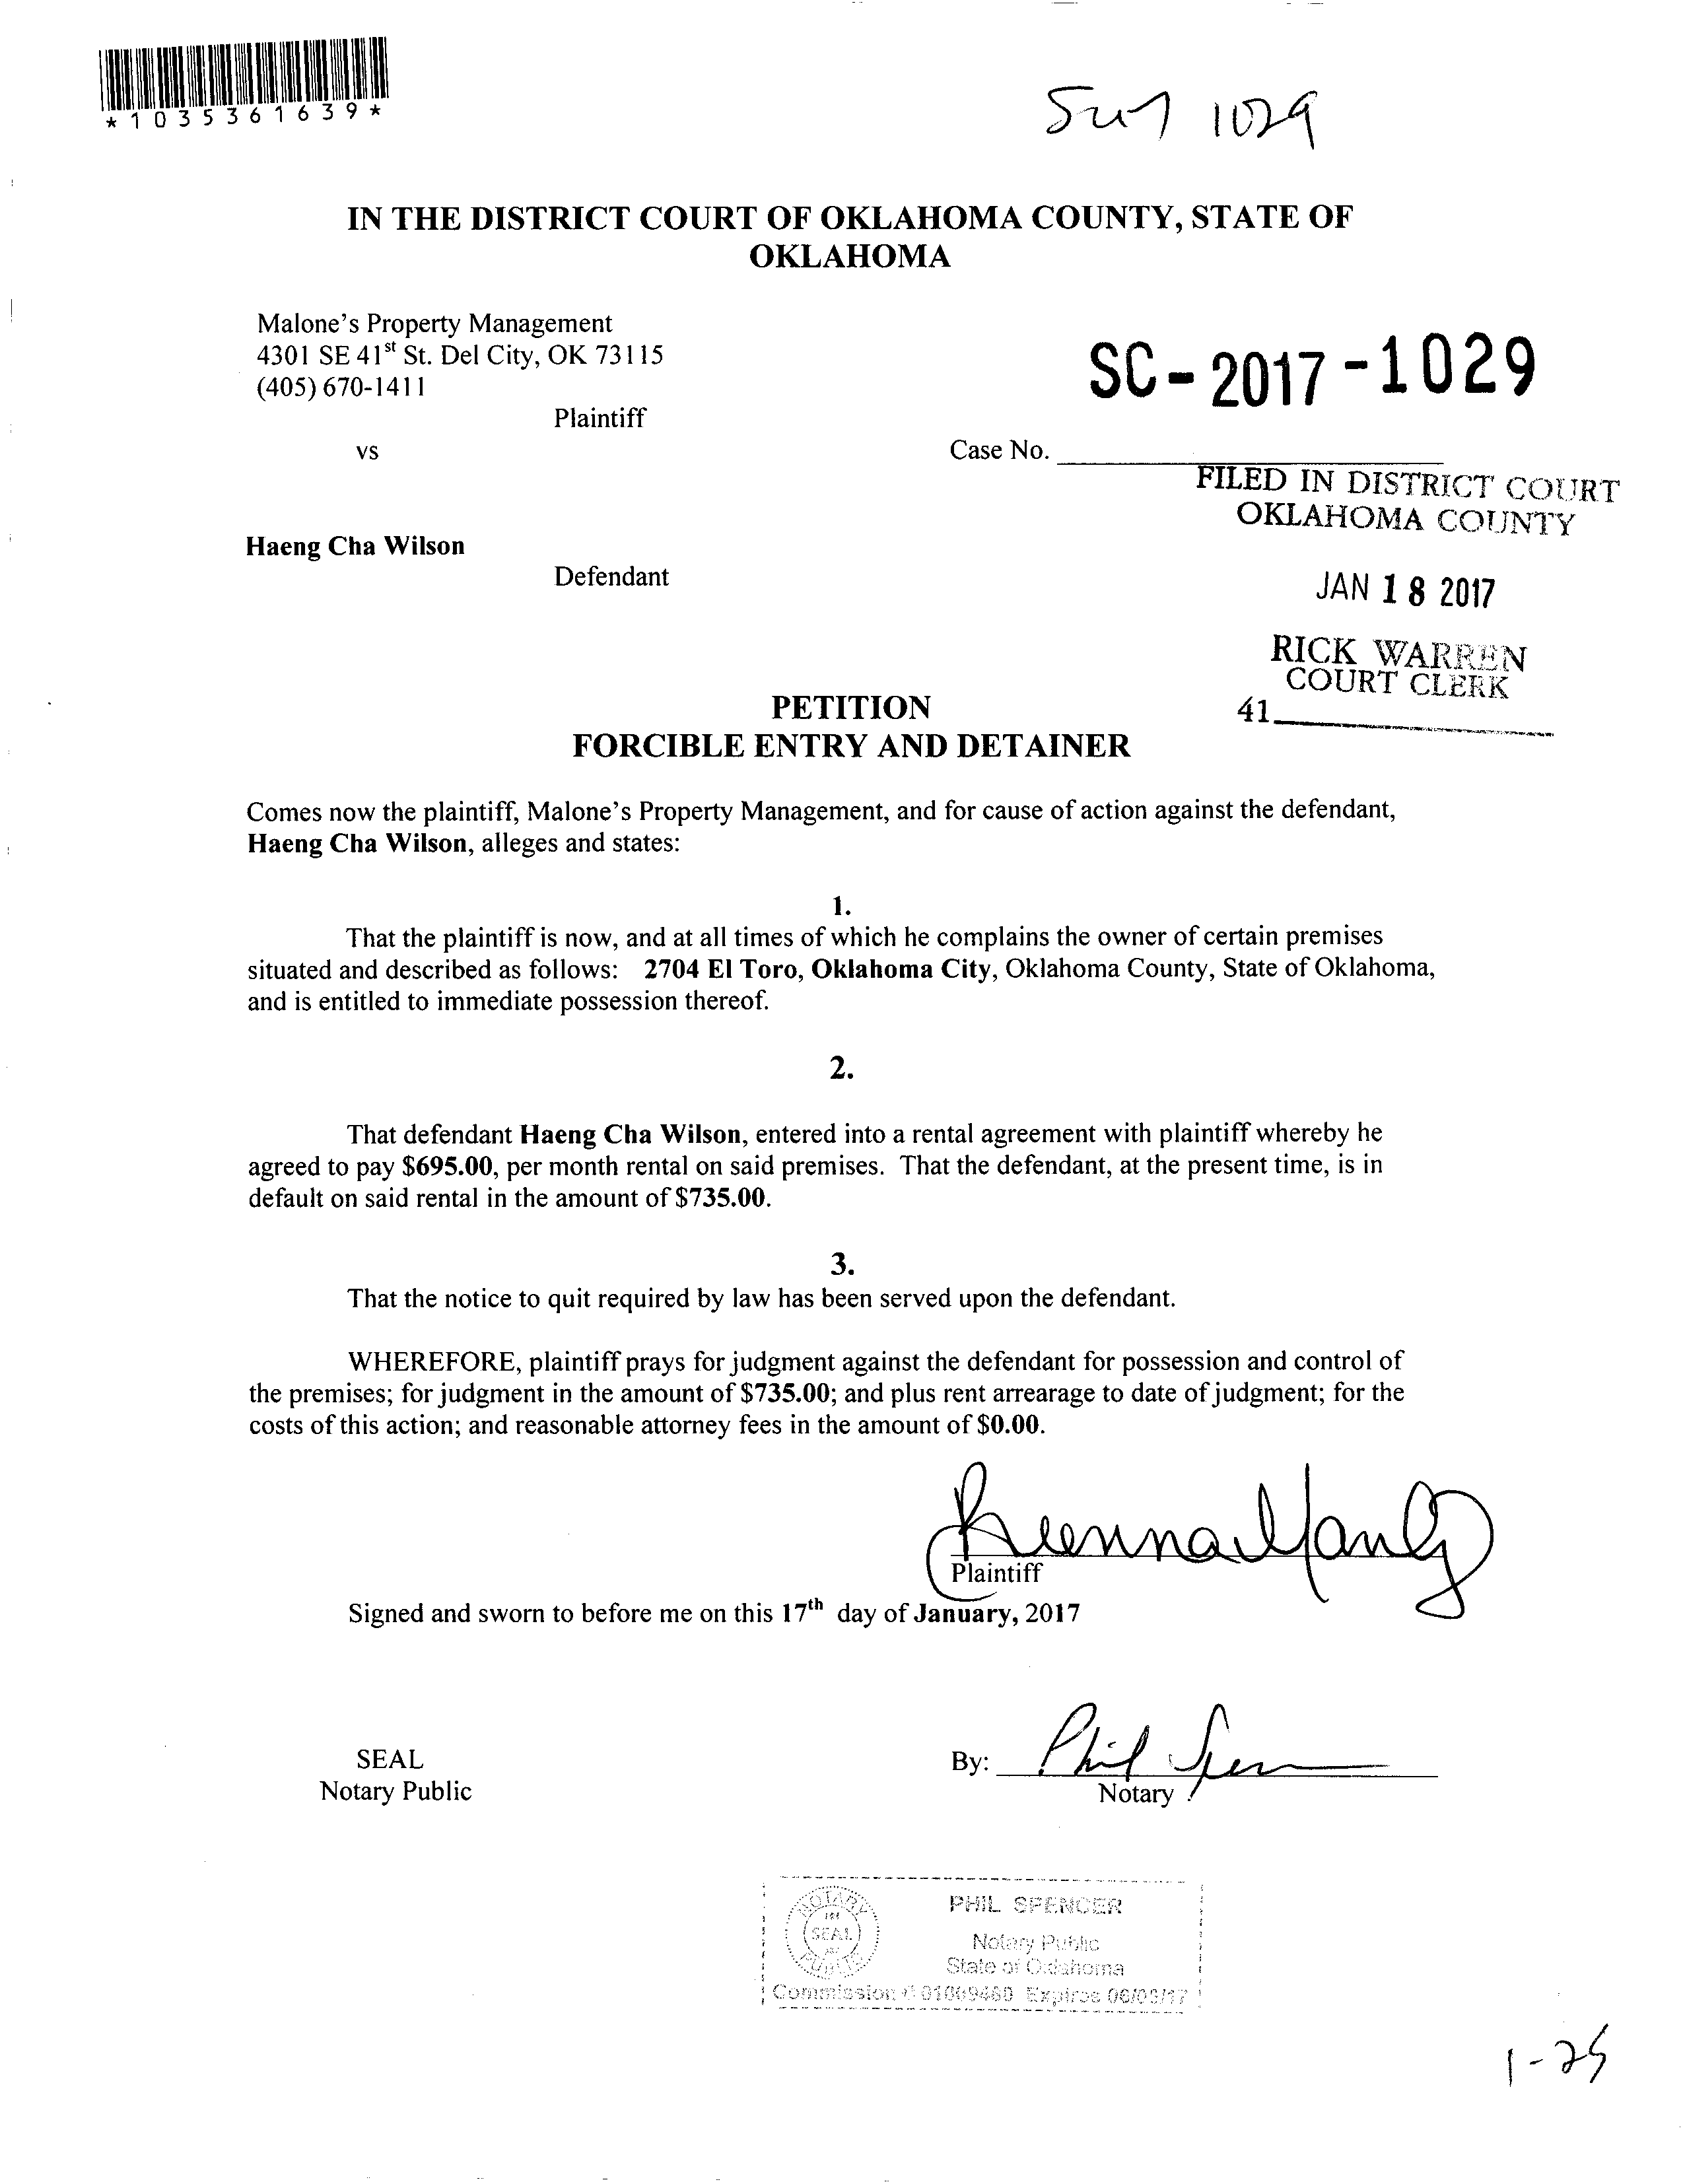 *1035361639*
1029
IN THE DISTRICT COURT OF OKLAHOMA COUNTY, STATE OF
OKLAHOMA
Malone's Property Management
4301 SE 41st St. Del City, OK 73115
(405) 670-1411
Plaintiff
vs
SC-2017-1029
Case No.
FILED IN DISTRICT COURT
OKLAHOMA COUNTY
Haeng Cha Wilson
Defendant
JAN 18 2017
RICK WARREN
COURT CLERK
41
PETITION
FORCIBLE ENTRY AND DETAINER
Comes now the plaintiff, Malone's Property Management, and for cause of action against the defendant,
Haeng Cha Wilson, alleges and states:
1.
That the plaintiff is now, and at all times of which he complains the owner of certain premises
situated and described as follows: 2704 El Toro, Oklahoma City, Oklahoma County, State of Oklahoma,
and is entitled to immediate possession thereof.
2.
That defendant Haeng Cha Wilson, entered into a rental agreement with plaintiff whereby he
agreed to pay $695.00, per month rental on said premises. That the defendant, at the present time, is in
default on said rental in the amount of $735.00.
3.
That the notice to quit required by law has been served upon the defendant.
WHEREFORE, plaintiff prays for judgment against the defendant for possession and control of
the premises; for judgment in the amount of $735.00; and plus rent arrearage to date of judgment; for the
costs of this action; and reasonable attorney fees in the amount of $0.00.
Plaintiff
Signed and sworn to before me on this 17th day of January, 2017
SEAL
Notary Public
By: Phil Spencer
Notary
NOTARY
SEAL
PUBLIC
PHIL SPENCER
Notary Public
State of Oklahoma
Commission # 01009460 Expires 06/03/17
1-25